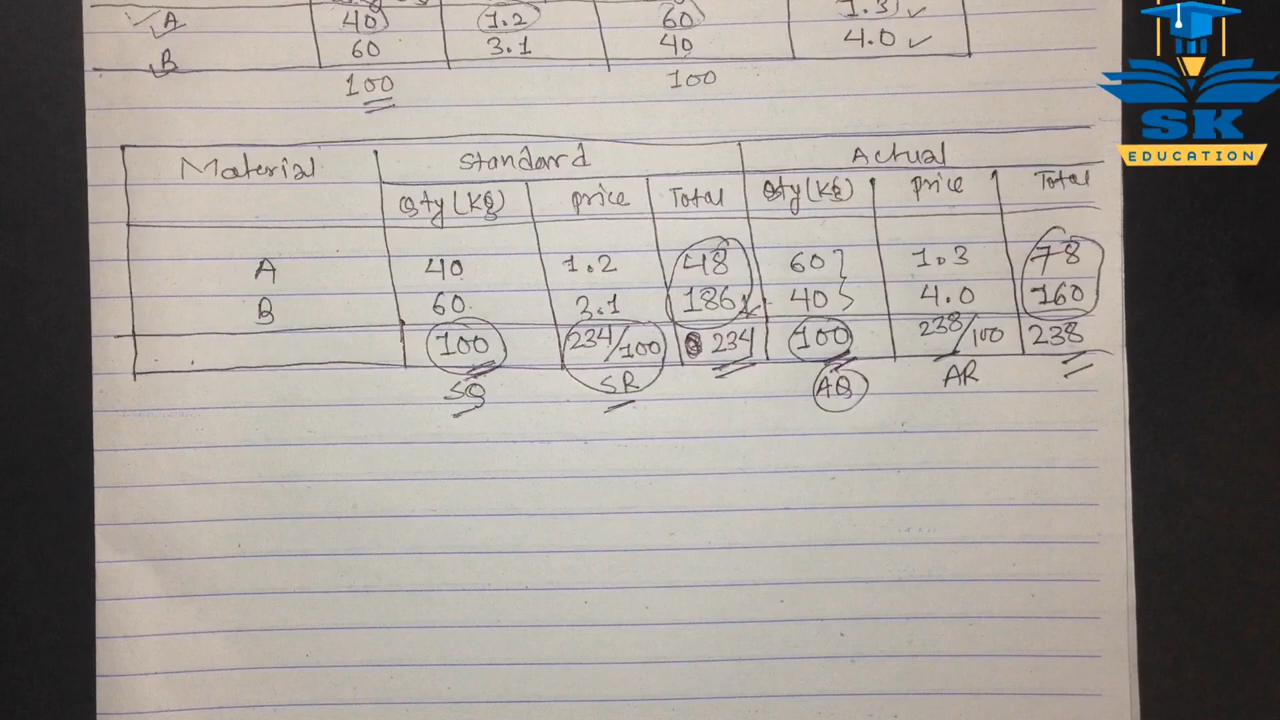 A 40 1.2 60 1.3
B 60 3.1 40 4.0
100 100
SK
EDUCATION
Material Standard Actual
Qty (Kg) Price Total Qty (Kg) Price Total
A 40 1.2 48 60 1.3 78
B 60 3.1 186 40 4.0 160
100 234/100 234 100 238/100 238
SQ SR AQ AR